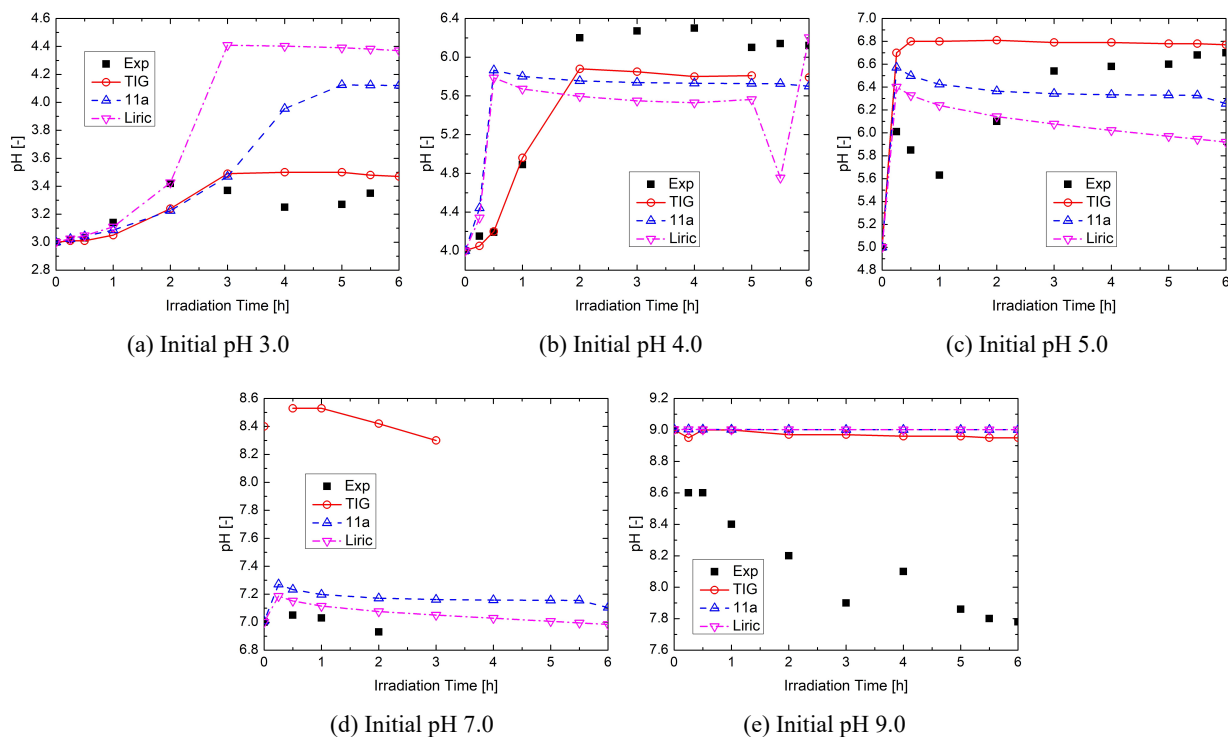 4.8
4.4
4.0
3.6
3.2
2.8
pH [-]
Exp
TIG
11a
Liric
0 1 2 3 4 5 6
Irradiation Time [h]
(a) Initial pH 3.0
6.4
6.0
5.6
5.2
4.8
4.4
4.0
pH [-]
Exp
TIG
11a
Liric
0 1 2 3 4 5 6
Irradiation Time [h]
(b) Initial pH 4.0
7.0
6.8
6.6
6.4
6.2
6.0
5.8
5.6
5.4
5.2
5.0
4.8
pH [-]
Exp
TIG
11a
Liric
0 1 2 3 4 5 6
Irradiation Time [h]
(c) Initial pH 5.0
8.6
8.4
8.2
8.0
7.8
7.6
7.4
7.2
7.0
6.8
pH [-]
Exp
TIG
11a
Liric
0 1 2 3 4 5 6
Irradiation Time [h]
(d) Initial pH 7.0
9.2
9.0
8.8
8.6
8.4
8.2
8.0
7.8
7.6
pH [-]
Exp
TIG
11a
Liric
0 1 2 3 4 5 6
Irradiation Time [h]
(e) Initial pH 9.0